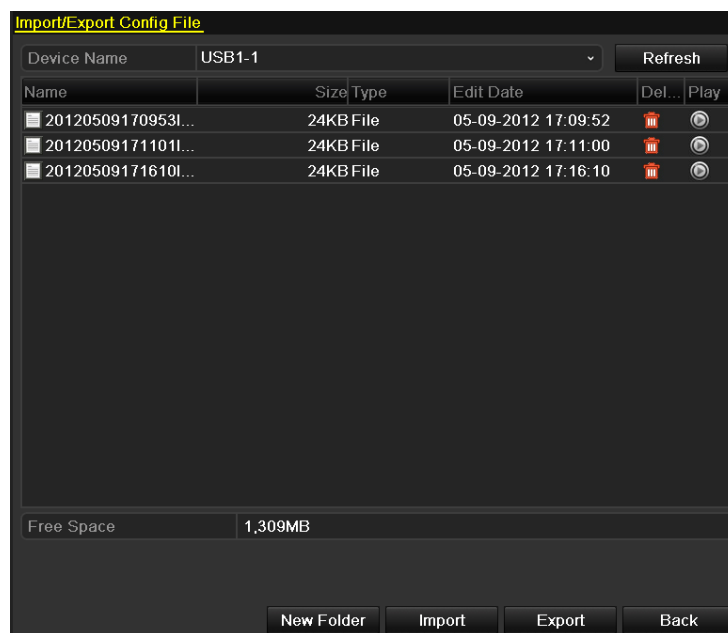 Import/Export Config File
Device Name USB1-1 Refresh
Name Size Type Edit Date Del... Play
20120509170953I... 24KB File 05-09-2012 17:09:52
20120509171101I... 24KB File 05-09-2012 17:11:00
20120509171610I... 24KB File 05-09-2012 17:16:10
Free Space 1,309MB
New Folder Import Export Back